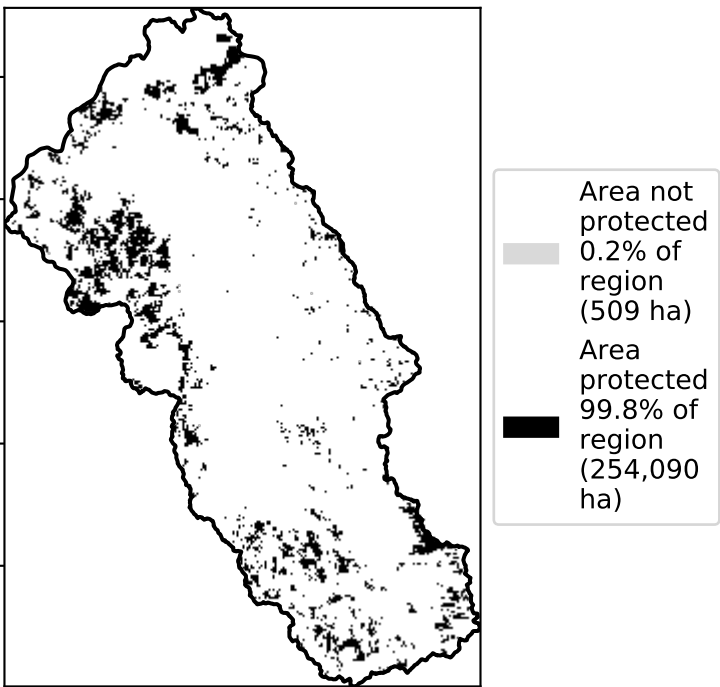 Area not
protected
0.2% of
region
(509 ha)
Area
protected
99.8% of
region
(254,090
ha)